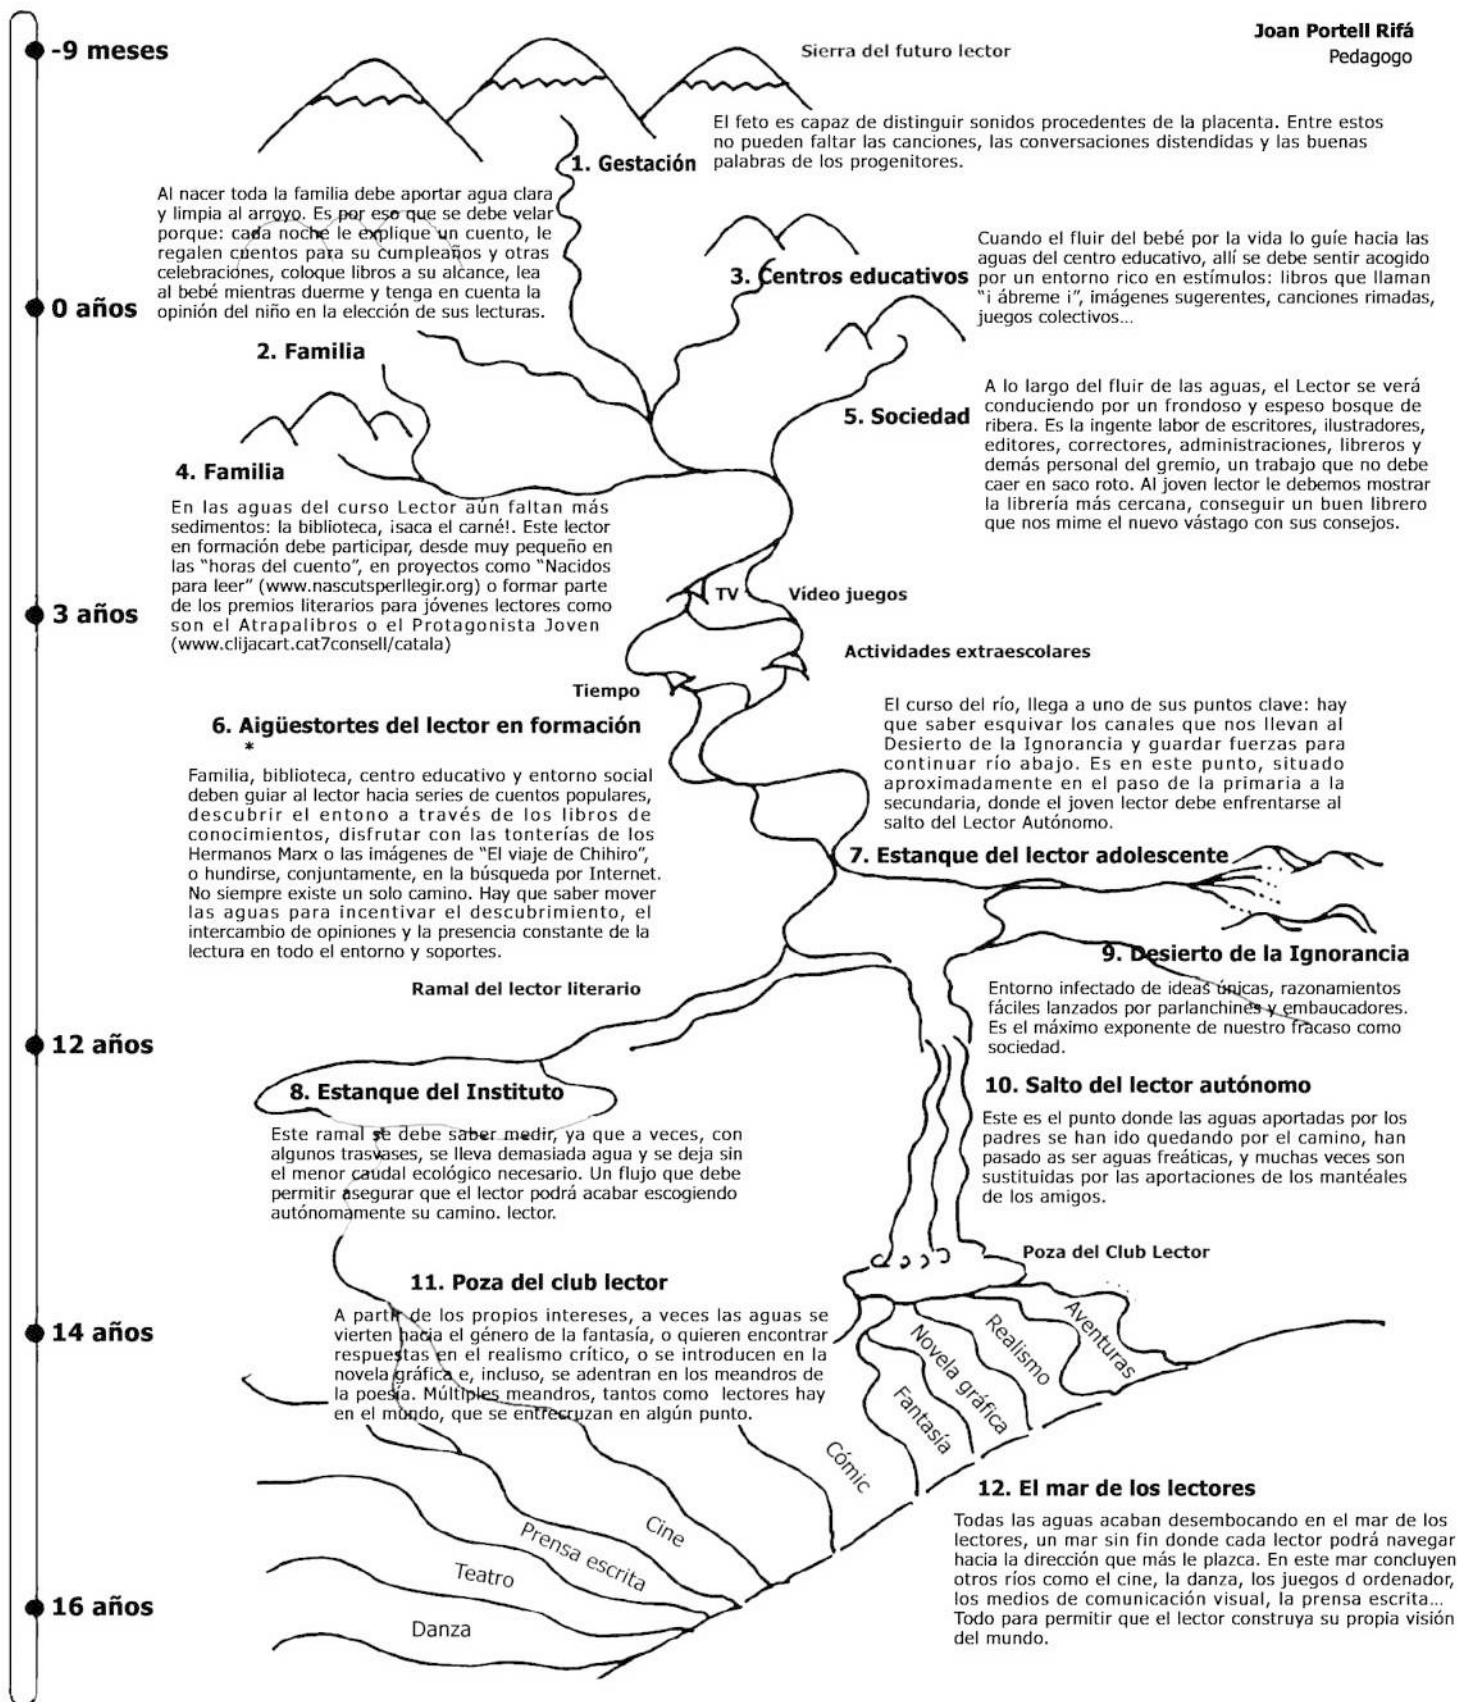 Joan Portell Rifá
Pedagogo
-9 meses
Sierra del futuro lector
El feto es capaz de distinguir sonidos procedentes de la placenta. Entre estos
no pueden faltar las canciones, las conversaciones distendidas y las buenas
palabras de los progenitores.
1. Gestación
Al nacer toda la familia debe aportar agua clara
y limpia al arroyo. Es por eso que se debe velar
porque: cada noche le explique un cuento, le
regalen cuentos para su cumpleaños y otras
celebraciones, coloque libros a su alcance, lea
al bebé mientras duerme y tenga en cuenta la
opinión del niño en la elección de sus lecturas.
0 años
2. Familia
3. Centros educativos
Cuando el fluir del bebé por la vida lo guíe hacia las
aguas del centro educativo, allí se debe sentir acogido
por un entorno rico en estímulos: libros que llaman
"¡ ábreme ¡", imágenes sugerentes, canciones rimadas,
juegos colectivos...
4. Familia
En las aguas del curso Lector aún faltan más
sedimentos: la biblioteca, ¡saca el carné!. Este lector
en formación debe participar, desde muy pequeño en
las "horas del cuento", en proyectos como "Nacidos
para leer" (www.nascutsperllegir.org) o formar parte
de los premios literarios para jóvenes lectores como
son el Atrapalibros o el Protagonista Joven
(www.clijacart.cat7consell/catala)
5. Sociedad
A lo largo del fluir de las aguas, el Lector se verá
conduciendo por un frondoso y espeso bosque de
ribera. Es la ingente labor de escritores, ilustradores,
editores, correctores, administraciones, libreros y
demás personal del gremio, un trabajo que no debe
caer en saco roto. Al joven lector le debemos mostrar
la librería más cercana, conseguir un buen librero
que nos mime el nuevo vástago con sus consejos.
3 años
TV
Vídeo juegos
Actividades extraescolares
Tiempo
6. Aigüestortes del lector en formación
*
Familia, biblioteca, centro educativo y entorno social
deben guiar al lector hacia series de cuentos populares,
descubrir el entono a través de los libros de
conocimientos, disfrutar con las tonterías de los
Hermanos Marx o las imágenes de "El viaje de Chihiro",
o hundirse, conjuntamente, en la búsqueda por Internet.
No siempre existe un solo camino. Hay que saber mover
las aguas para incentivar el descubrimiento, el
intercambio de opiniones y la presencia constante de la
lectura en todo el entorno y soportes.
El curso del río, llega a uno de sus puntos clave: hay
que saber esquivar los canales que nos llevan al
Desierto de la Ignorancia y guardar fuerzas para
continuar río abajo. Es en este punto, situado
aproximadamente en el paso de la primaria a la
secundaria, donde el joven lector debe enfrentarse al
salto del Lector Autónomo.
7. Estanque del lector adolescente
9. Desierto de la Ignorancia
Entorno infectado de ideas únicas, razonamientos
fáciles lanzados por parlanchines y embaucadores.
Es el máximo exponente de nuestro fracaso como
sociedad.
Ramal del lector literario
12 años
8. Estanque del Instituto
Este ramal se debe saber medir, ya que a veces, con
algunos trasvases, se lleva demasiada agua y se deja sin
el menor caudal ecológico necesario. Un flujo que debe
permitir asegurar que el lector podrá acabar escogiendo
autónomamente su camino. lector.
10. Salto del lector autónomo
Este es el punto donde las aguas aportadas por los
padres se han ido quedando por el camino, han
pasado as ser aguas freáticas, y muchas veces son
sustituidas por las aportaciones de los mantéales
de los amigos.
Poza del Club Lector
11. Poza del club lector
14 años
A partir de los propios intereses, a veces las aguas se
vierten hacia el género de la fantasía, o quieren encontrar
respuestas en el realismo crítico, o se introducen en la
novela gráfica e, incluso, se adentran en los meandros de
la poesía. Múltiples meandros, tantos como lectores hay
en el mundo, que se entrecruzan en algún punto.
Aventuras
Realismo
Novela gráfica
Fantasía
Cómic
Cine
Prensa escrita
Teatro
Danza
16 años
12. El mar de los lectores
Todas las aguas acaban desembocando en el mar de los
lectores, un mar sin fin donde cada lector podrá navegar
hacia la dirección que más le plazca. En este mar concluyen
otros ríos como el cine, la danza, los juegos d ordenador,
los medios de comunicación visual, la prensa escrita...
Todo para permitir que el lector construya su propia visión
del mundo.